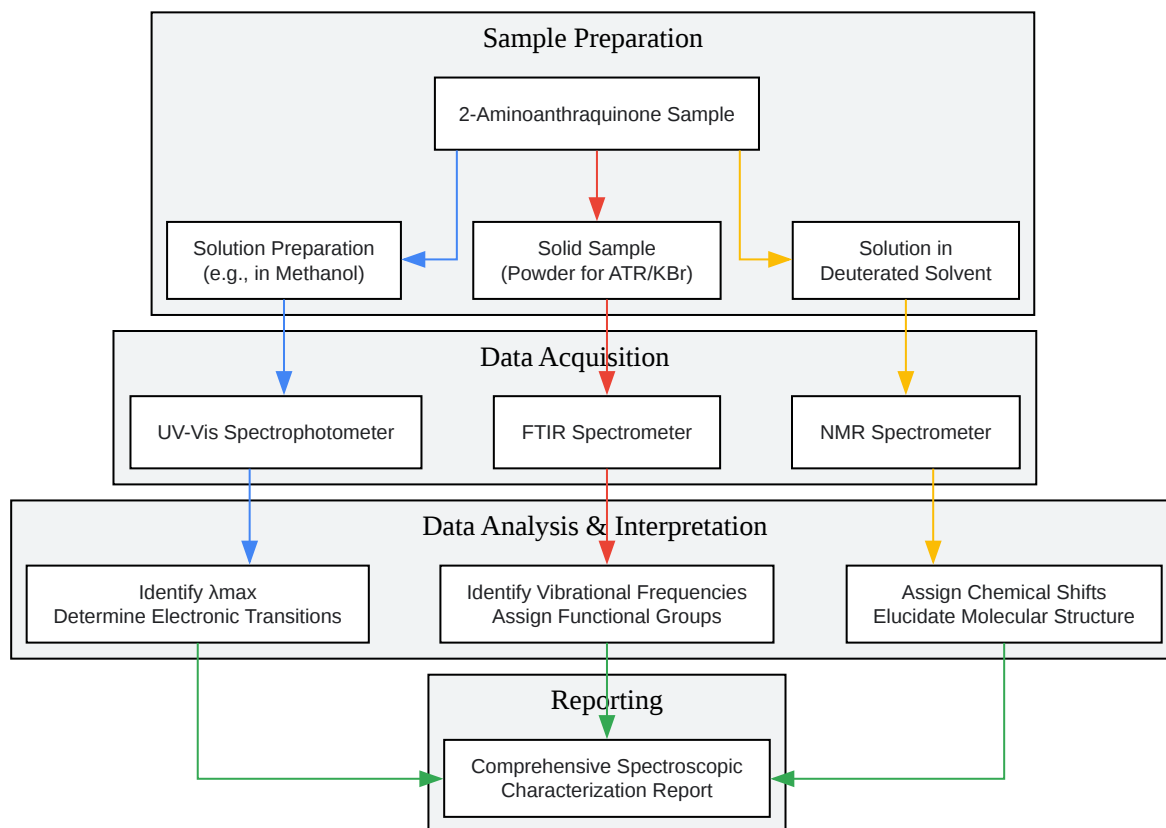 Sample Preparation
2-Aminoanthraquinone Sample
Solution Preparation
(e.g., in Methanol)
Solid Sample
(Powder for ATR/KBr)
Solution in
Deuterated Solvent
Data Acquisition
UV-Vis Spectrophotometer
FTIR Spectrometer
NMR Spectrometer
Data Analysis & Interpretation
Identify λmax
Determine Electronic Transitions
Identify Vibrational Frequencies
Assign Functional Groups
Assign Chemical Shifts
Elucidate Molecular Structure
Reporting
Comprehensive Spectroscopic
Characterization Report